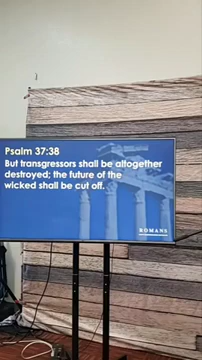 Psalm 37:38
But transgressors shall be altogether
destroyed; the future of the
wicked shall be cut off.
ROMANS